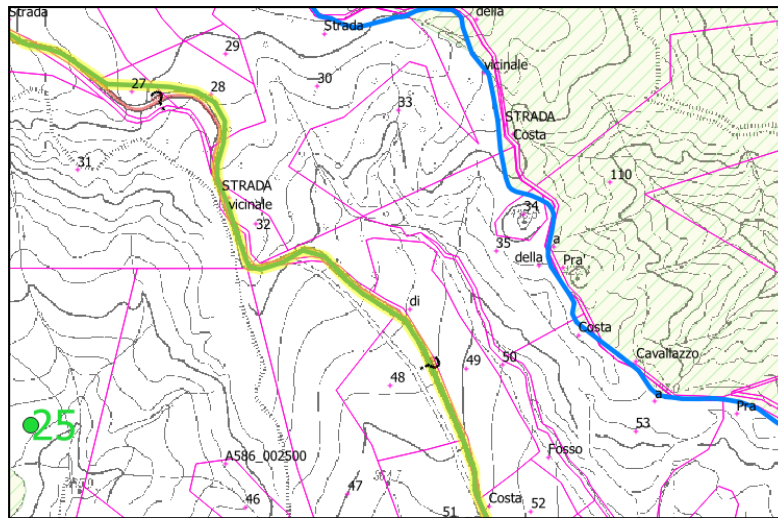 Strada
della
Strada
29
vicinale
27
28
30
33
STRADA
Costa
31
110
STRADA
vicinale
34
32
35
a
della
Pra
di
Costa
Cavallazzo
50
49
48
a
Pra
25
53
A586_002500
Fosso
47
46
Costa
51
52